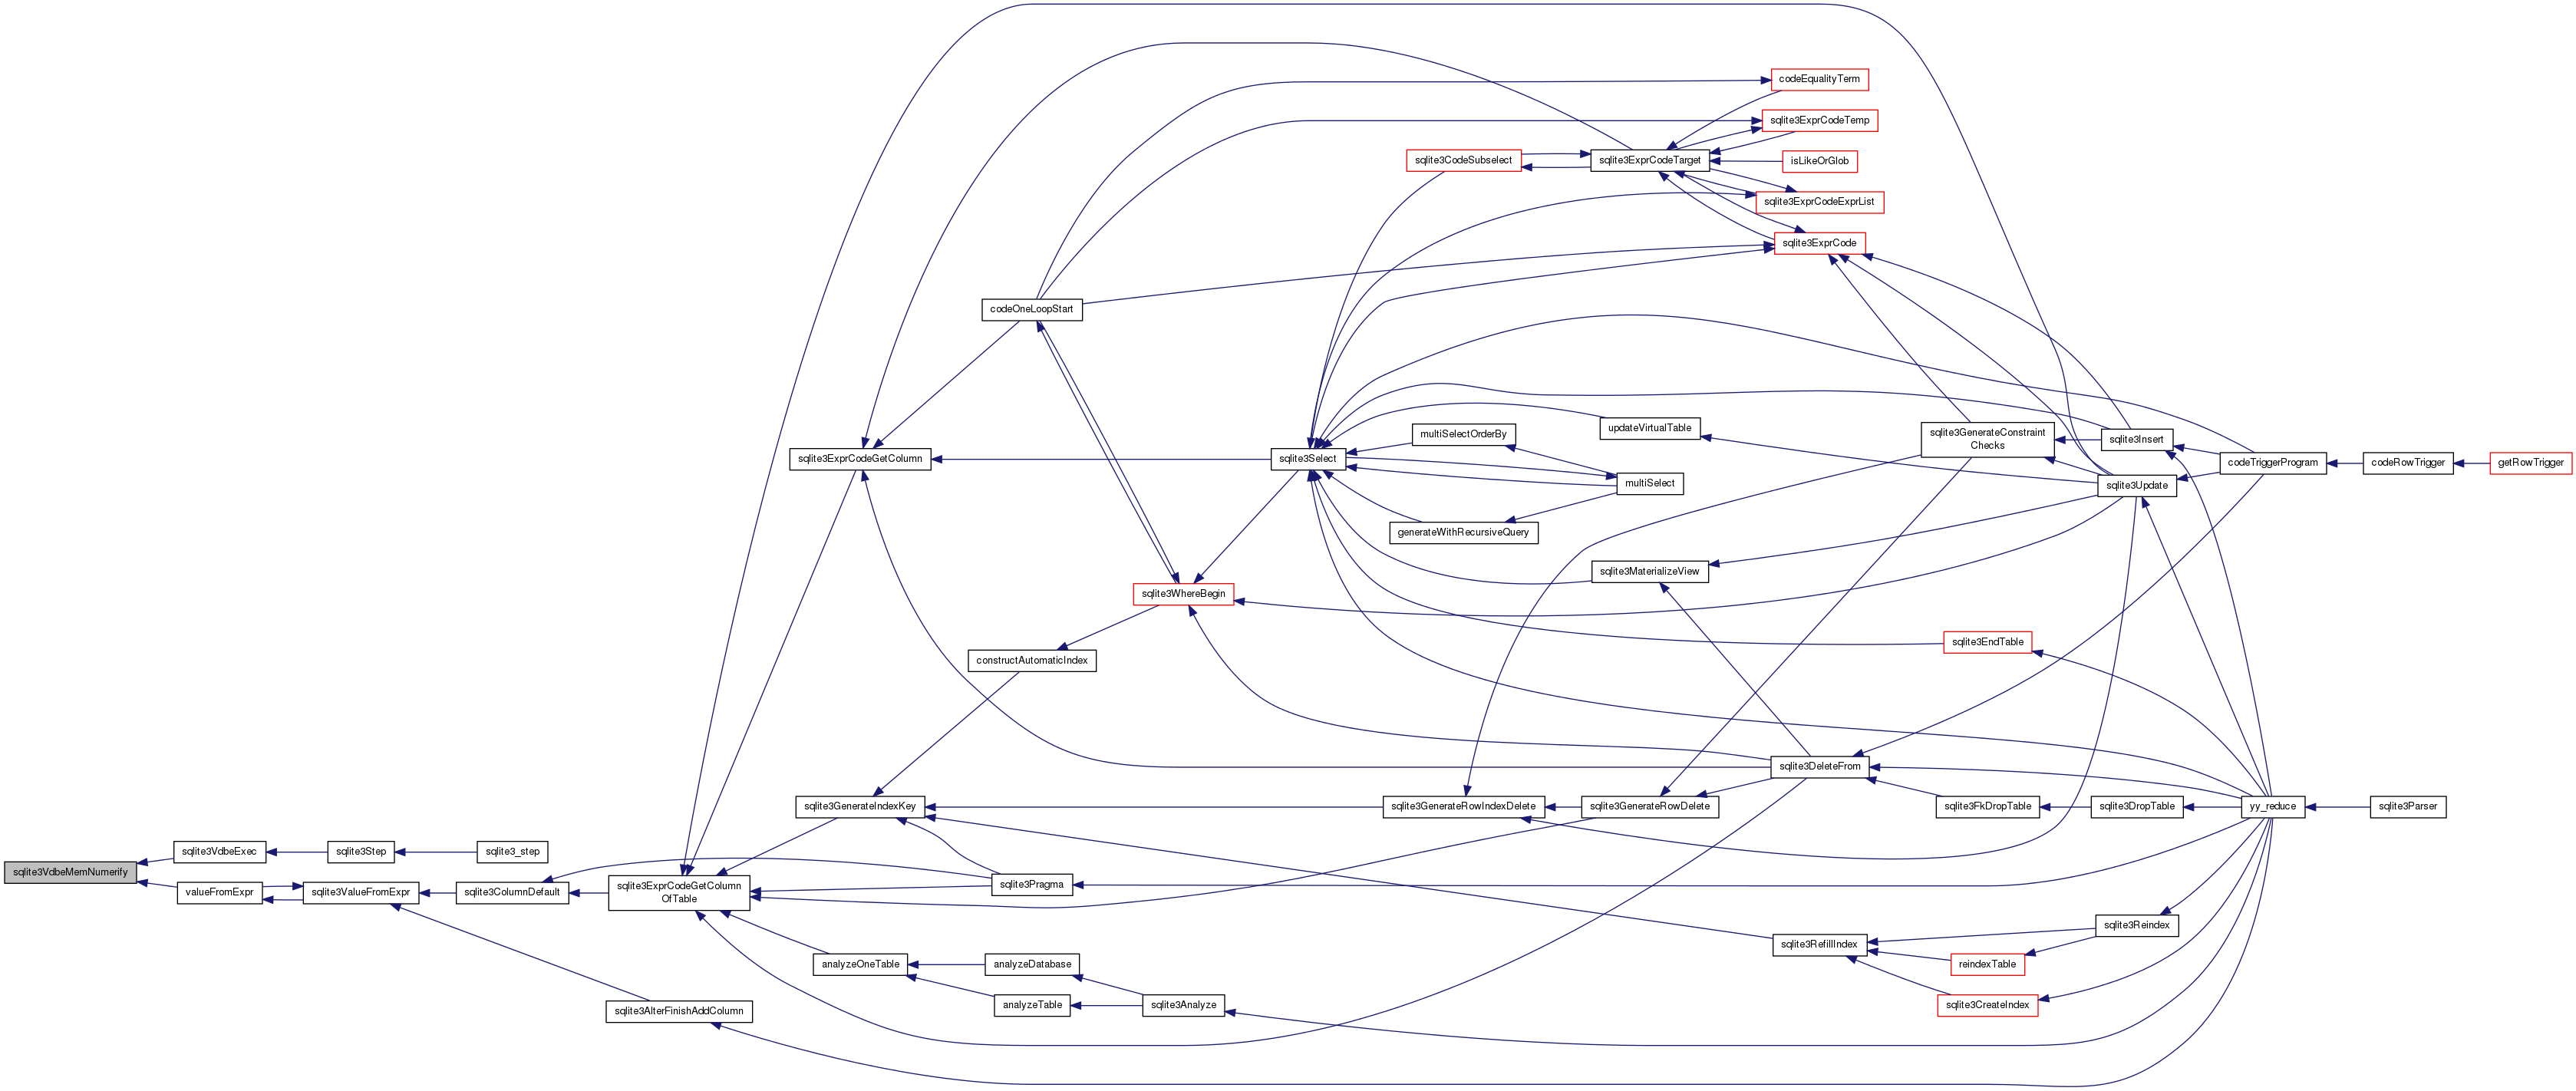 codeEqualityTerm
sqlite3ExprCodeTemp
sqlite3CodeSubselect
sqlite3ExprCodeTarget
isLikeOrGlob
sqlite3ExprCodeExprList
sqlite3ExprCode
codeOneLoopStart
updateVirtualTable
multiSelectOrderBy
sqlite3GenerateConstraint
Checks
sqlite3Insert
sqlite3ExprCodeGetColumn
sqlite3Select
codeTriggerProgram
codeRowTrigger
getRowTrigger
multiSelect
sqlite3Update
generateWithRecursiveQuery
sqlite3MaterializeView
sqlite3WhereBegin
sqlite3EndTable
constructAutomaticIndex
sqlite3DeleteFrom
sqlite3GenerateIndexKey
sqlite3GenerateRowIndexDelete
sqlite3GenerateRowDelete
sqlite3FkDropTable
sqlite3DropTable
yy_reduce
sqlite3Parser
sqlite3VdbeExec
sqlite3Step
sqlite3_step
sqlite3VdbeMemNumerify
valueFromExpr
sqlite3ValueFromExpr
sqlite3ColumnDefault
sqlite3ExprCodeGetColumn
OfTable
sqlite3Pragma
sqlite3Reindex
sqlite3RefillIndex
analyzeOneTable
analyzeDatabase
reindexTable
analyzeTable
sqlite3Analyze
sqlite3CreateIndex
sqlite3AlterFinishAddColumn